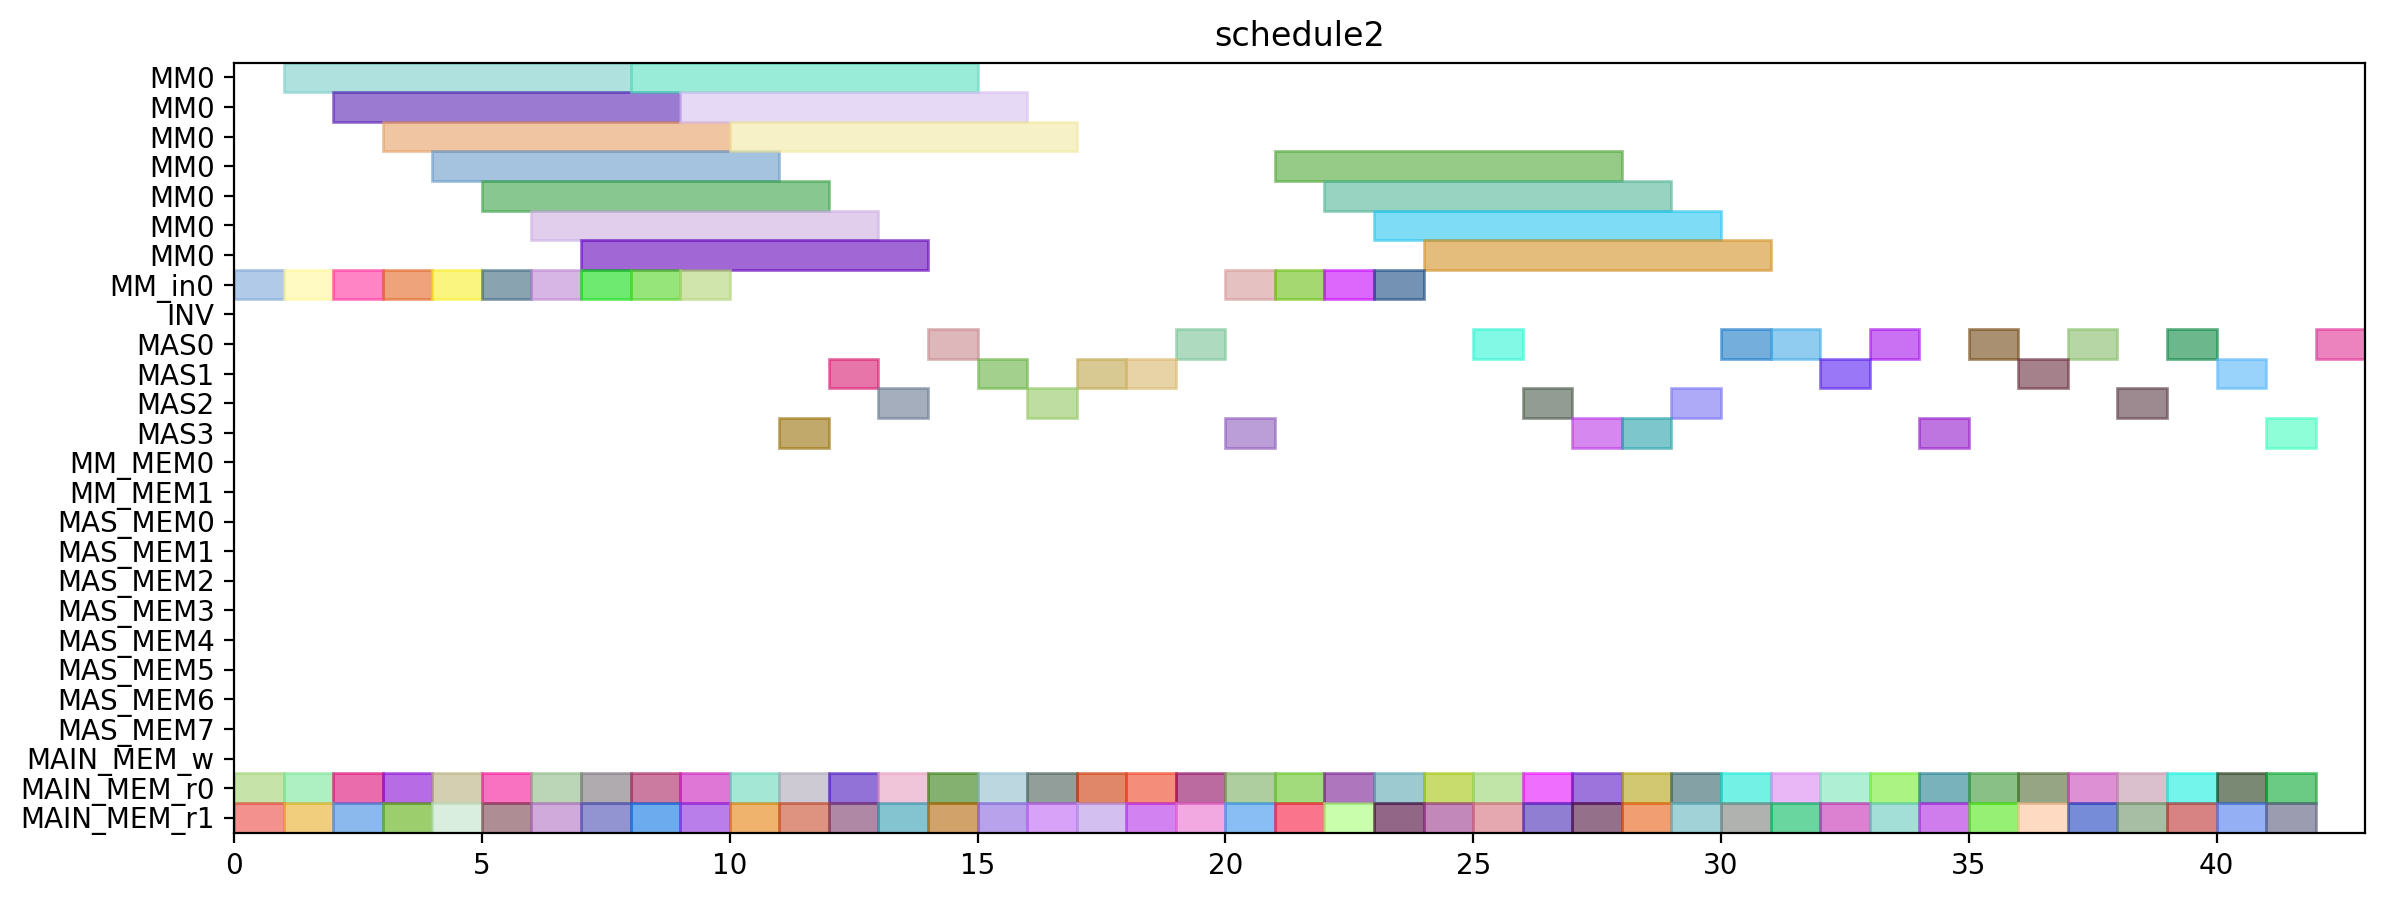 schedule2
MM0
MM0
MM0
MM0
MM0
MM0
MM0
MM_in0
INV
MAS0
MAS1
MAS2
MAS3
MM_MEM0
MM_MEM1
MAS_MEM0
MAS_MEM1
MAS_MEM2
MAS_MEM3
MAS_MEM4
MAS_MEM5
MAS_MEM6
MAS_MEM7
MAIN_MEM_w
MAIN_MEM_r0
MAIN_MEM_r1
0 5 10 15 20 25 30 35 40